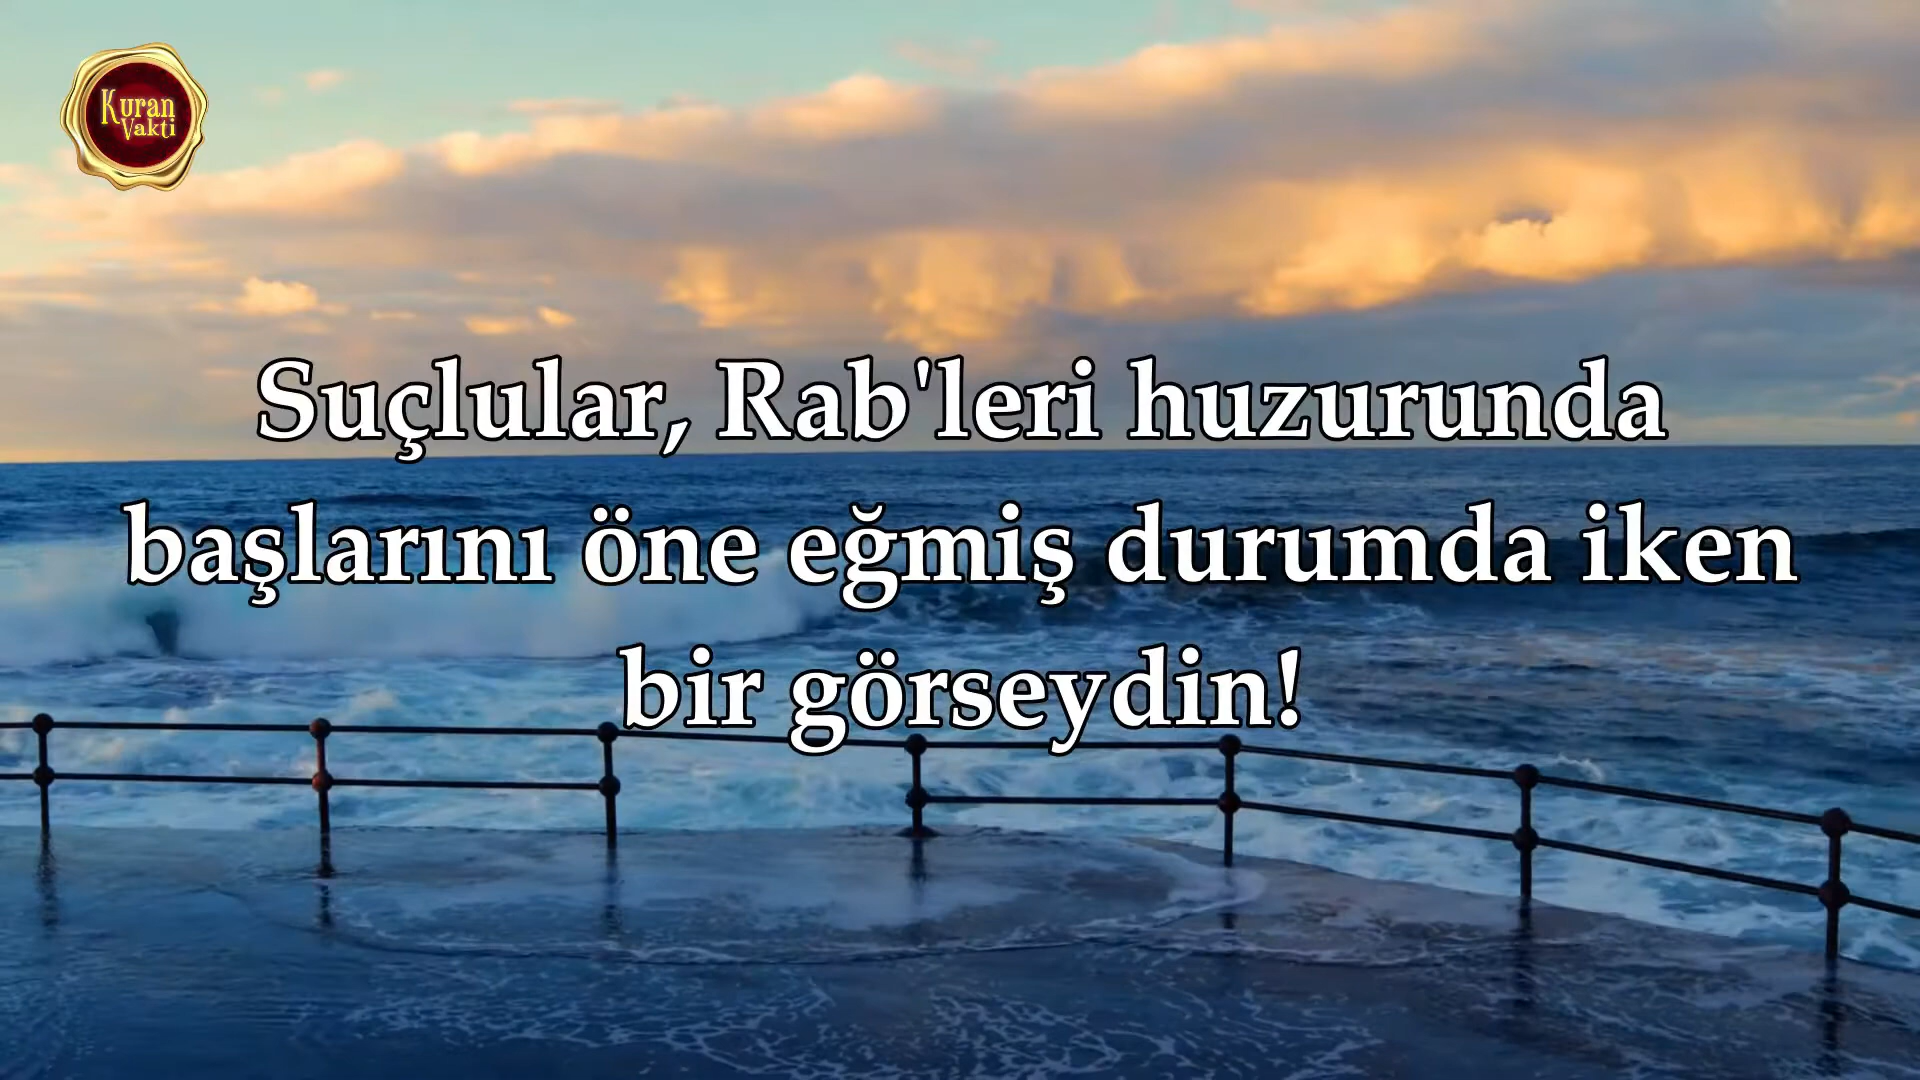 Kuran
Vakti
Suçlular, Rab'leri huzurunda
başlarını öne eğmiş durumda iken
bir görseydin!